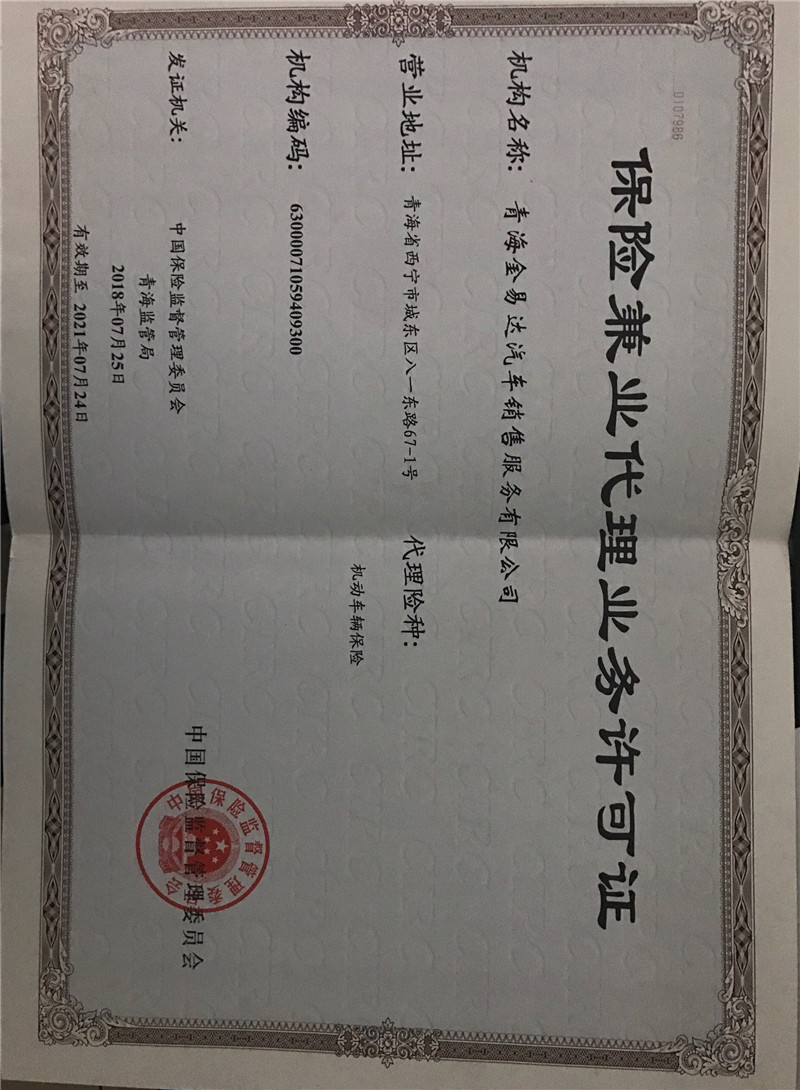 0107986
保险兼业代理业务许可证
机构名称： 青海金易达汽车销售服务有限公司
营业地址： 青海省西宁市城东区八一东路67-1号
代理险种：
机动车辆保险
机构编码： 63000071059409300
发证机关： 中国保险监督管理委员会
青海监管局
2018年07月25日
有效期至 2021年07月24日
中国保险监督管理委员会